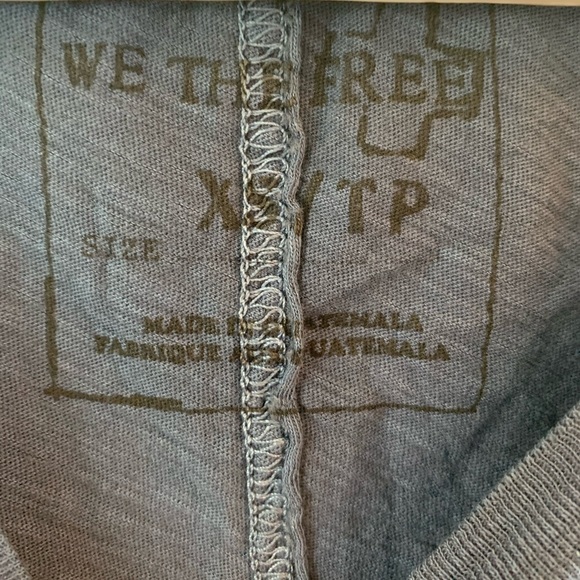 WE THE FREE
XS/TP
SIZE
MADE IN GUATEMALA
FABRIQUE AU GUATEMALA